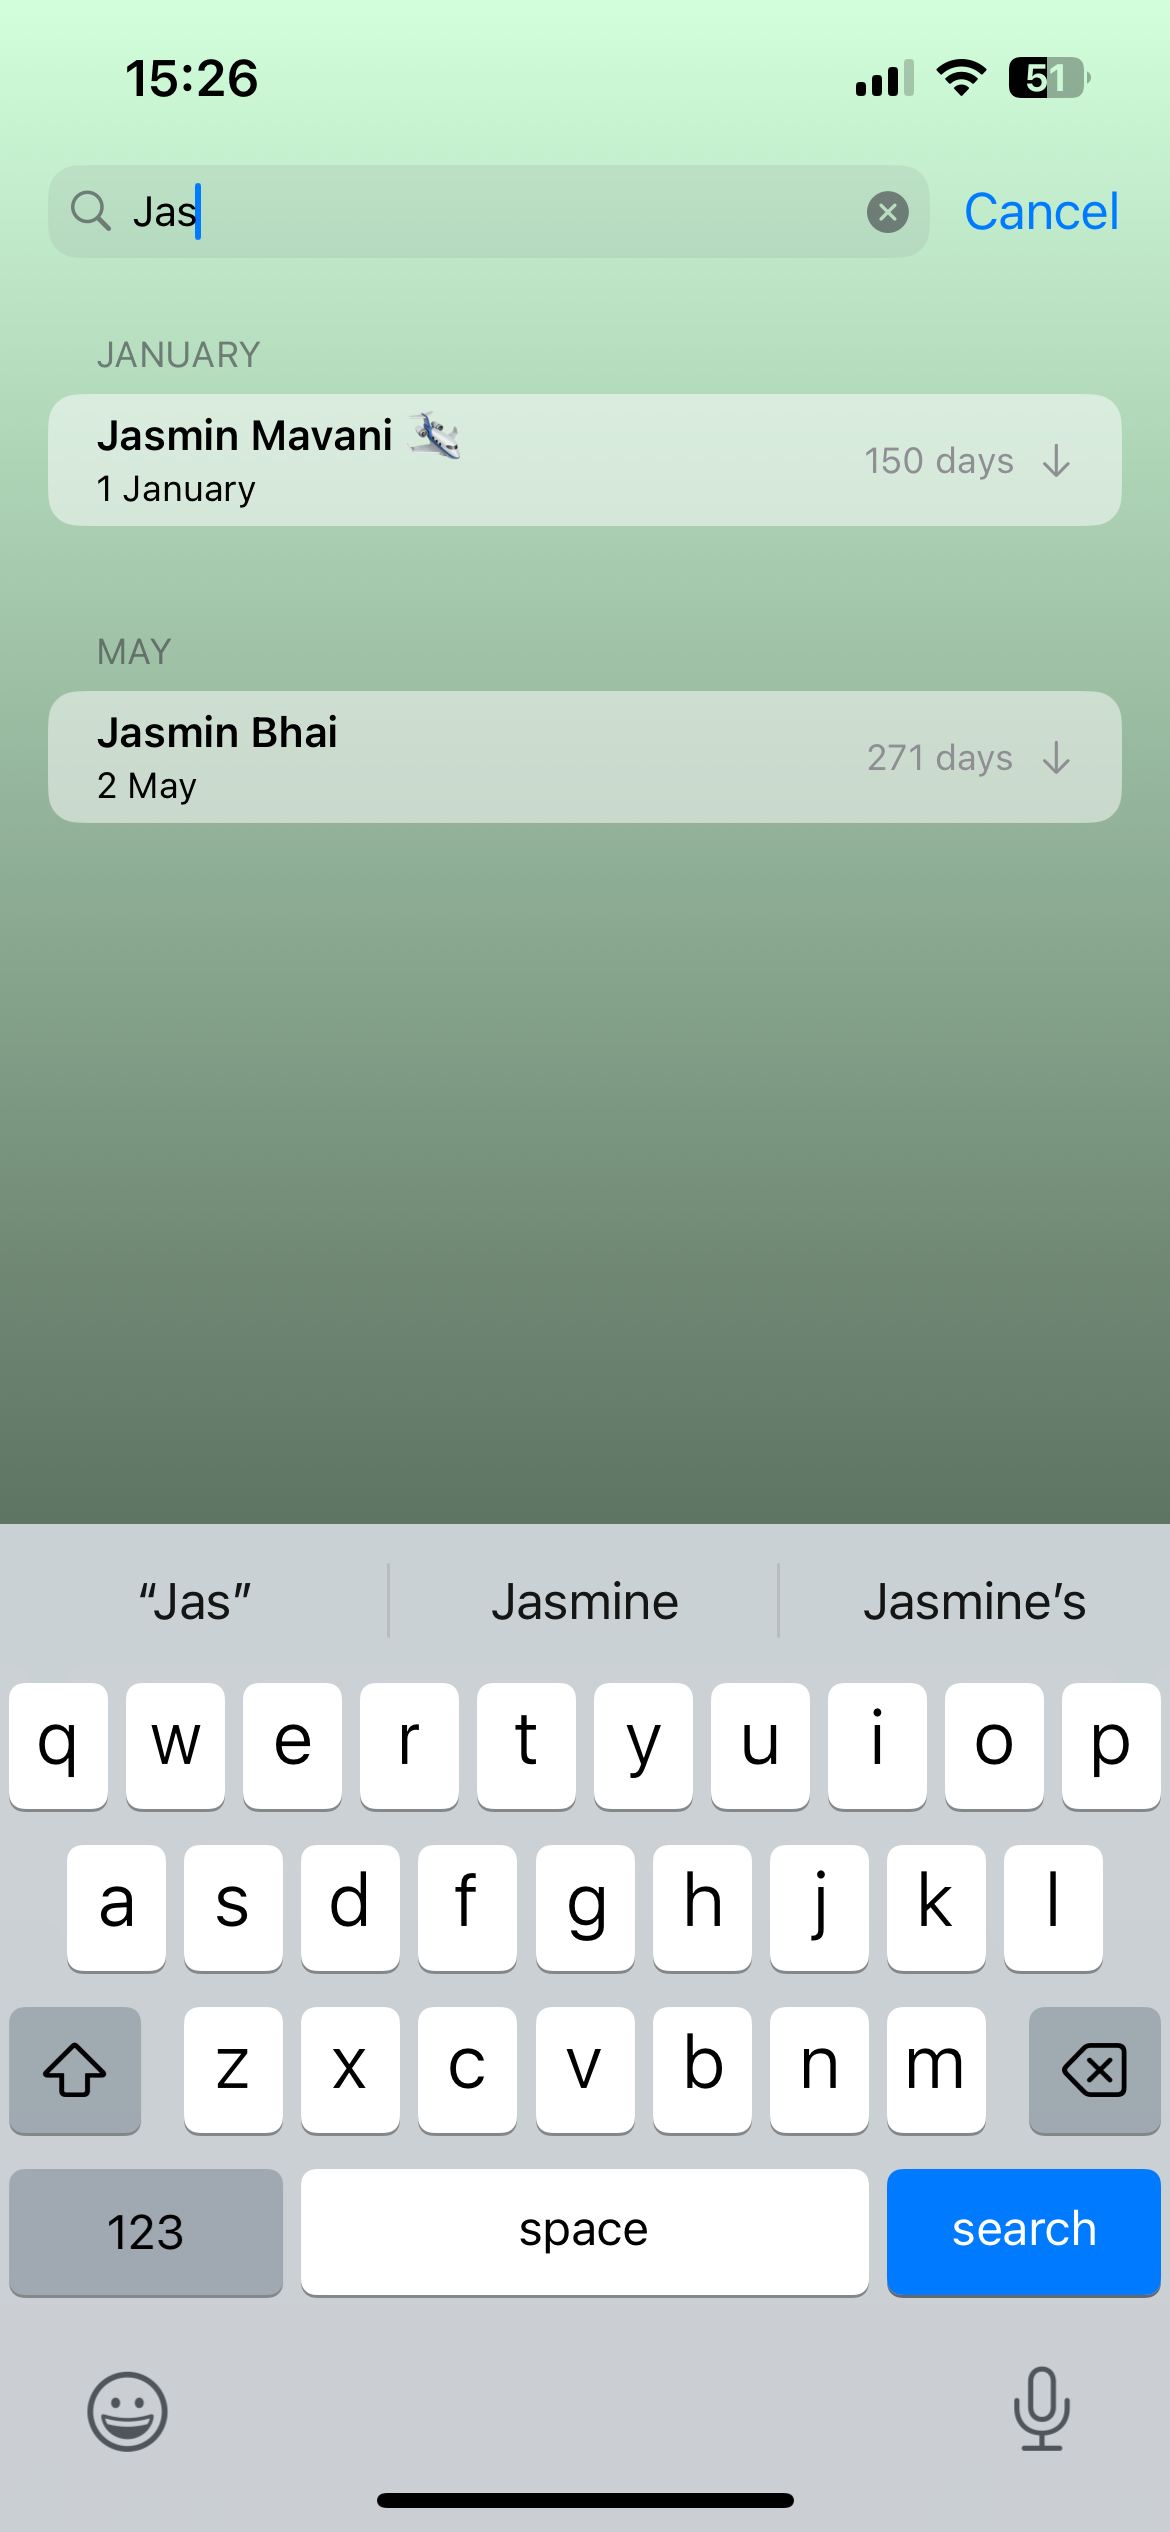 15:26
51
Jas
Cancel
JANUARY
Jasmin Mavani 🛩️
1 January
150 days ↓
MAY
Jasmin Bhai
2 May
271 days ↓
“Jas” Jasmine Jasmine’s
q w e r t y u i o p
a s d f g h j k l
z x c v b n m
123 space search